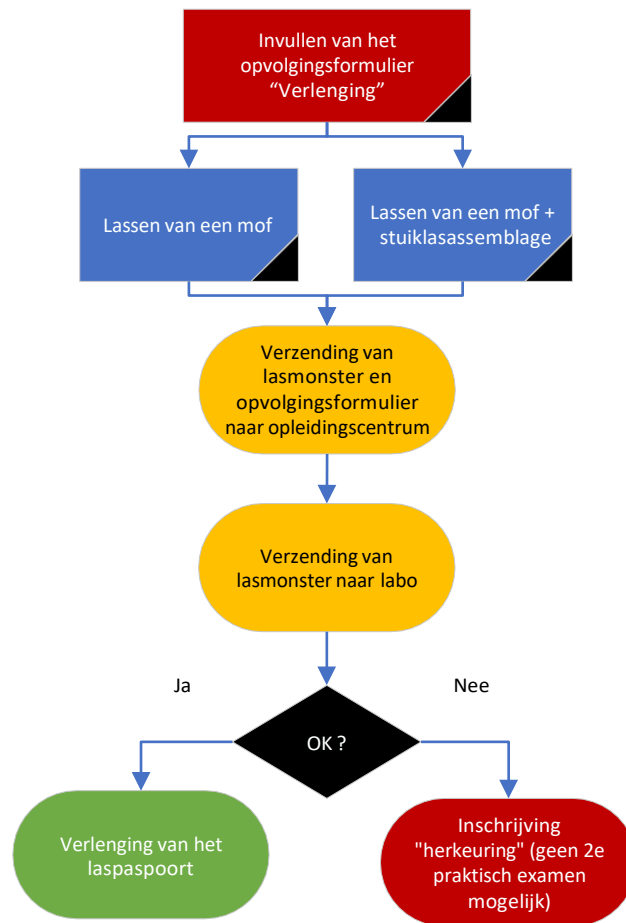 Invullen van het
opvolgingsformulier
“Verlenging”
Lassen van een mof
Lassen van een mof +
stuiklasassemblage
Verzending van
lasmonster en
opvolgingsformulier
naar opleidingscentrum
Verzending van
lasmonster naar labo
Ja
Nee
OK ?
Verlenging van het
laspaspoort
Inschrijving
"herkeuring" (geen 2e
praktisch examen
mogelijk)